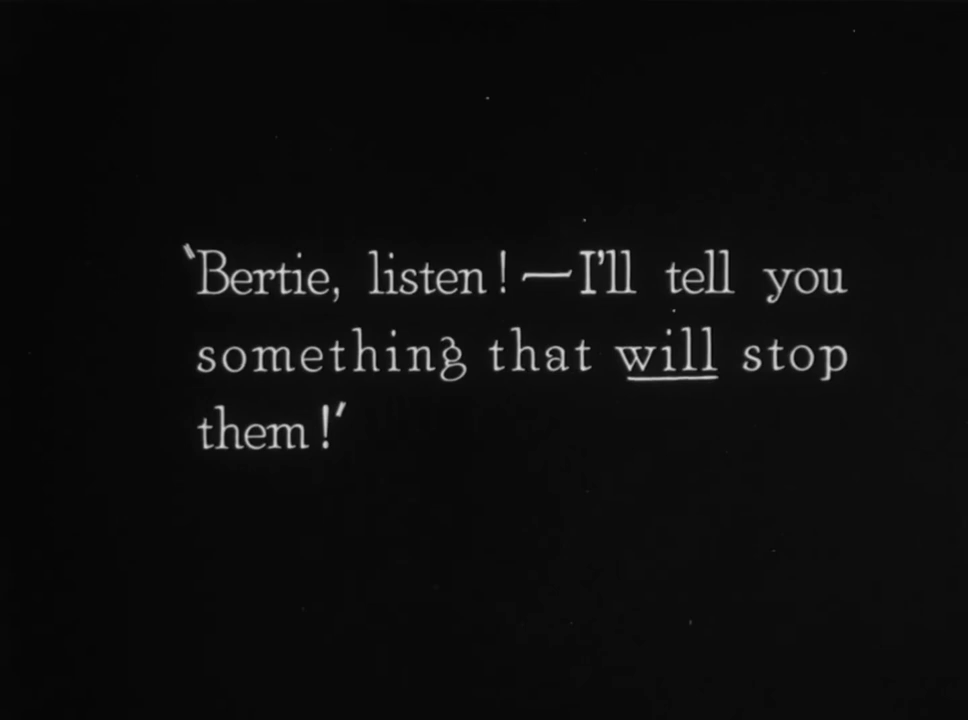 ‘Bertie, listen! — I’ll tell you
something that will stop
them!’